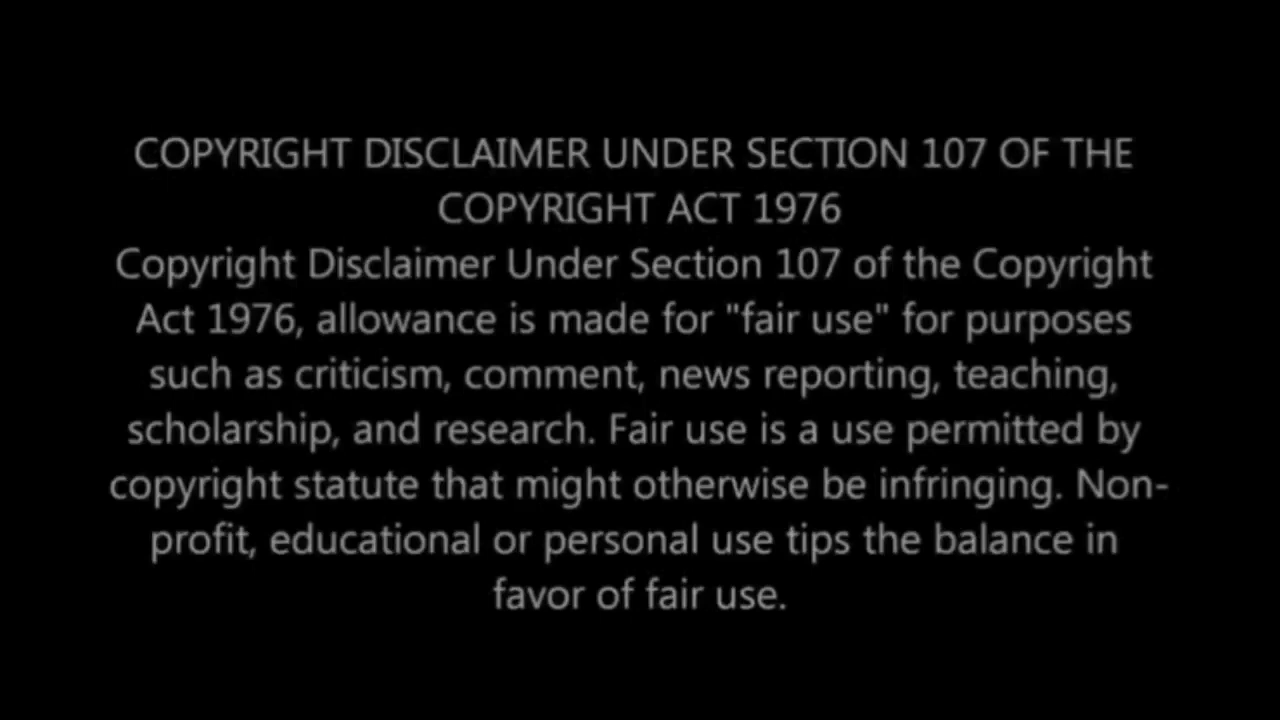 COPYRIGHT DISCLAIMER UNDER SECTION 107 OF THE
COPYRIGHT ACT 1976
Copyright Disclaimer Under Section 107 of the Copyright
Act 1976, allowance is made for "fair use" for purposes
such as criticism, comment, news reporting, teaching,
scholarship, and research. Fair use is a use permitted by
copyright statute that might otherwise be infringing. Non-
profit, educational or personal use tips the balance in
favor of fair use.